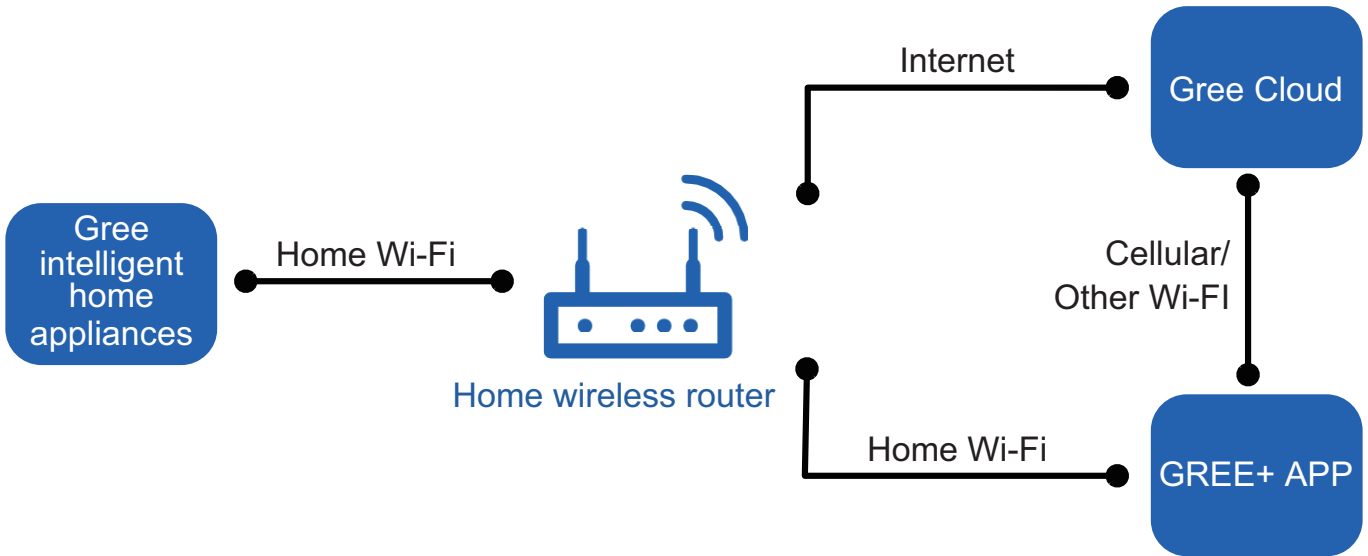 Internet
Gree Cloud
Gree
intelligent
home
appliances
Home Wi-Fi
Cellular/
Other Wi-FI
Home wireless router
Home Wi-Fi
GREE+ APP